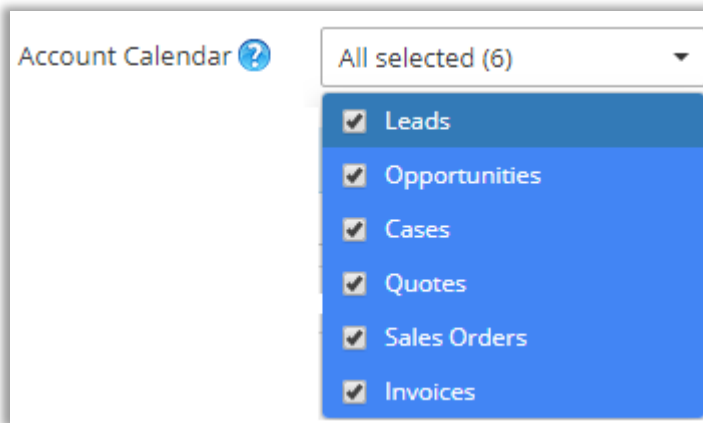 Account Calendar ? All selected (6)
Leads
Opportunities
Cases
Quotes
Sales Orders
Invoices